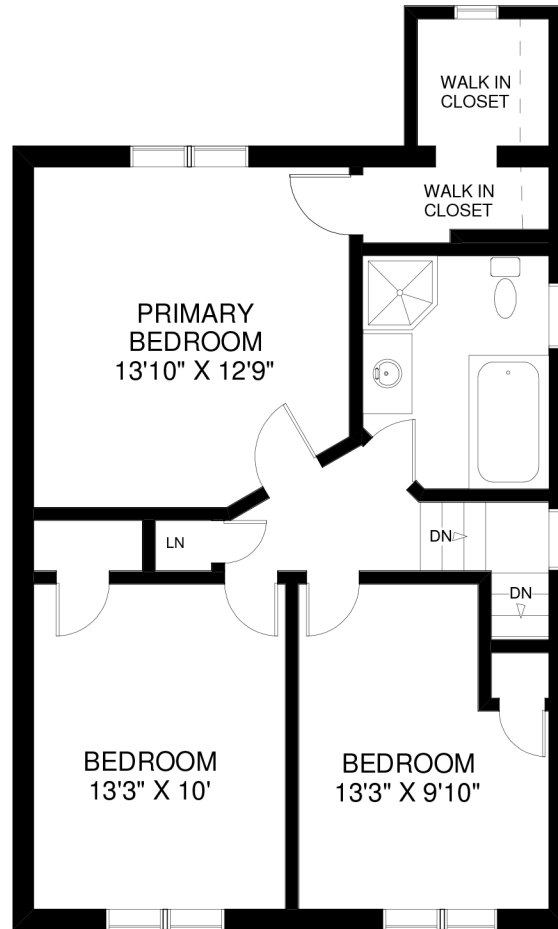 WALK IN
CLOSET
WALK IN
CLOSET
PRIMARY
BEDROOM
13'10" X 12'9"
LN
DN
DN
BEDROOM
13'3" X 10'
BEDROOM
13'3" X 9'10"